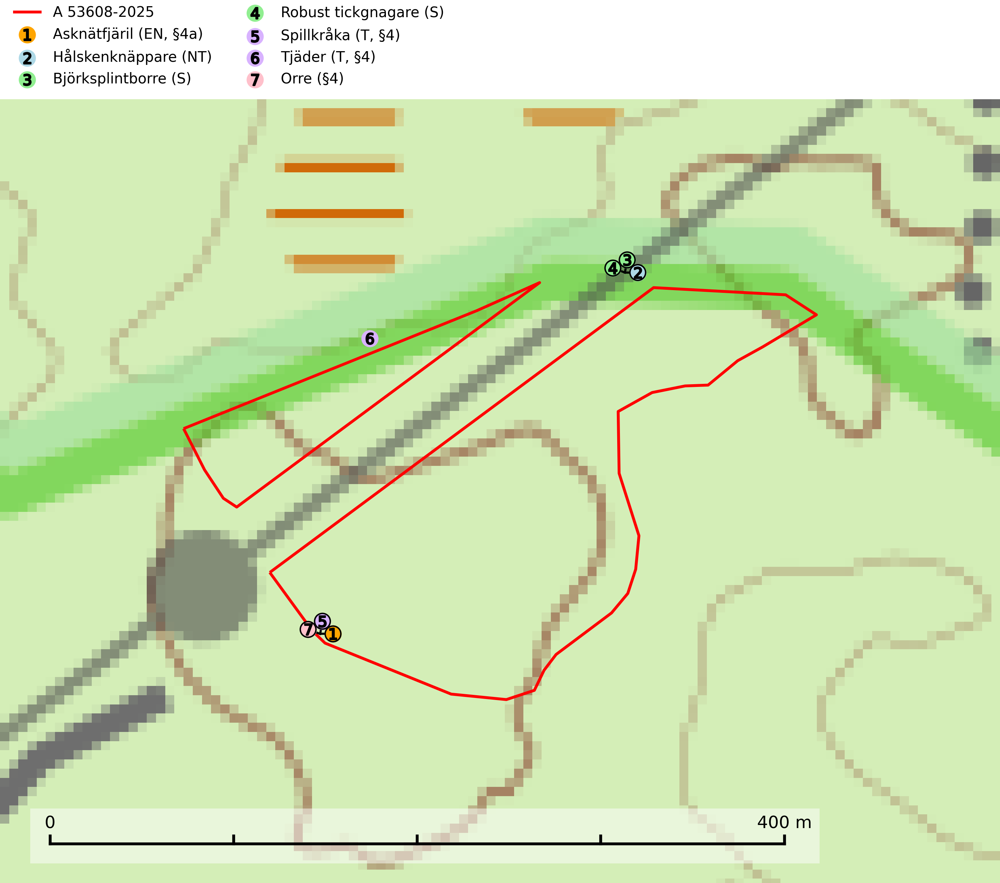 A 53608-2025
1 Asknätfjäril (EN, §4a)
2 Hålskenknäppare (NT)
3 Björksplintborre (S)
4 Robust tickgnagare (S)
5 Spillkråka (T, §4)
6 Tjäder (T, §4)
7 Orre (§4)
3
4
2
6
5
7
1
0
400 m